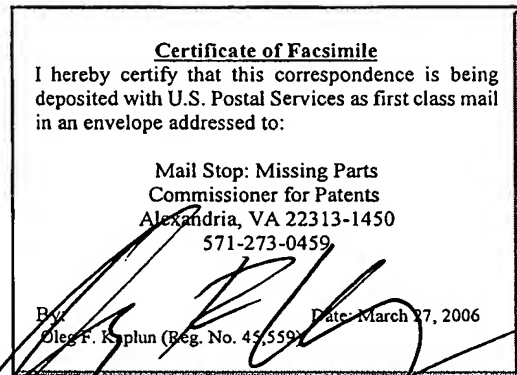 Certificate of Facsimile
I hereby certify that this correspondence is being
deposited with U.S. Postal Services as first class mail
in an envelope addressed to:
Mail Stop: Missing Parts
Commissioner for Patents
Alexandria, VA 22313-1450
571-273-0459
By: Date: March 27, 2006
Oleg F. Kaplun (Reg. No. 45,559)